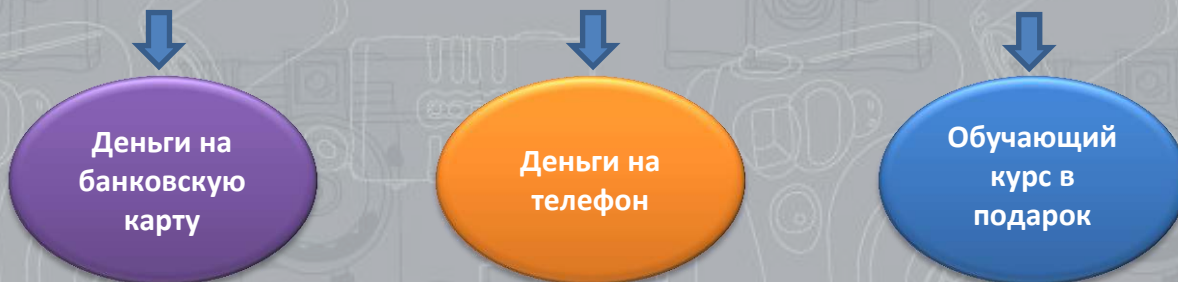 Деньги на
банковскую
карту
Деньги на
телефон
Обучающий
курс в
подарок